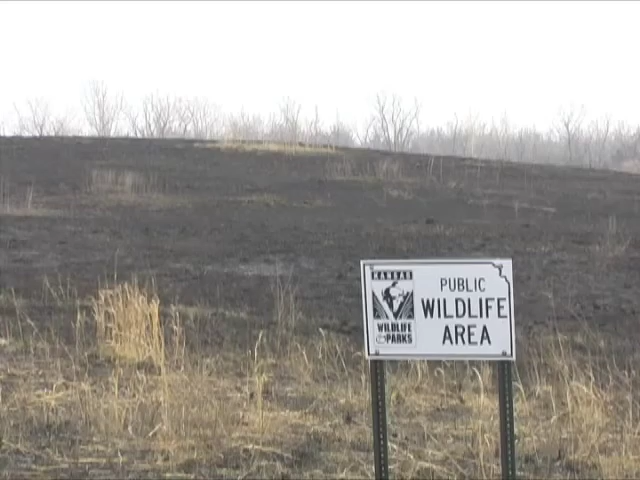 KANSAS
WILDLIFE
&PARKS
PUBLIC
WILDLIFE
AREA